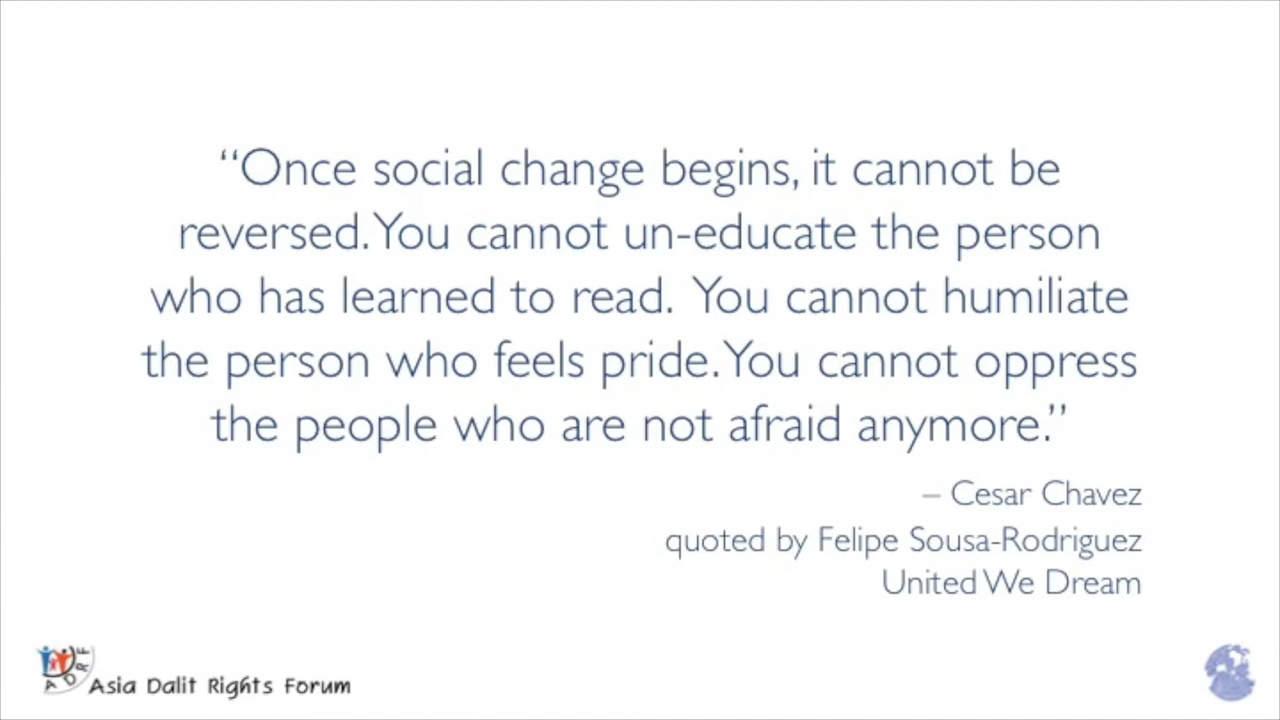 “Once social change begins, it cannot be
reversed. You cannot un-educate the person
who has learned to read. You cannot humiliate
the person who feels pride. You cannot oppress
the people who are not afraid anymore.”
– Cesar Chavez
quoted by Felipe Sousa-Rodriguez
United We Dream
ADRF
Asia Dalit Rights Forum